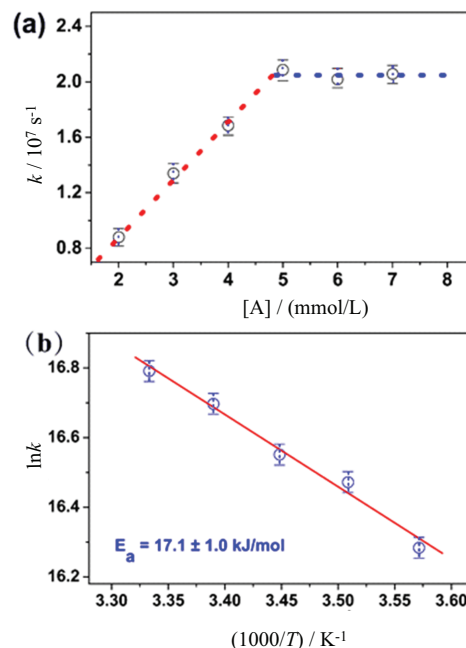 (a)
2.4
2.0
1.6
1.2
0.8
k / 10⁷ s⁻¹
2 3 4 5 6 7 8
[A] / (mmol/L)
(b)
16.8
16.6
16.4
16.2
lnk
E_a = 17.1 ± 1.0 kJ/mol
3.30 3.35 3.40 3.45 3.50 3.55 3.60
(1000/T) / K⁻¹